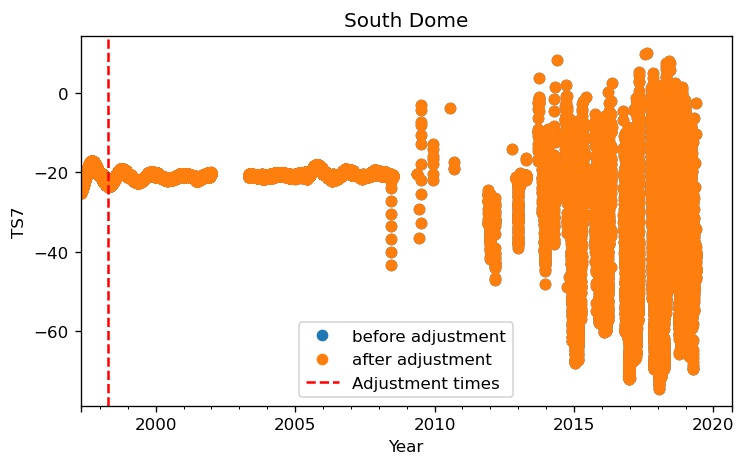 South Dome
TS7
0
−20
−40
−60
before adjustment
after adjustment
Adjustment times
2000 2005 2010 2015 2020
Year